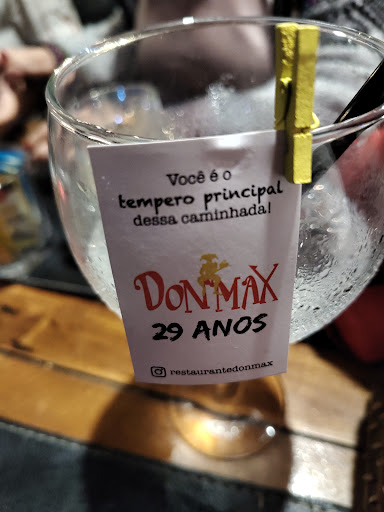 Você é o
tempero principal
dessa caminhada!
DON MAX
29 ANOS
restaurantedonmax